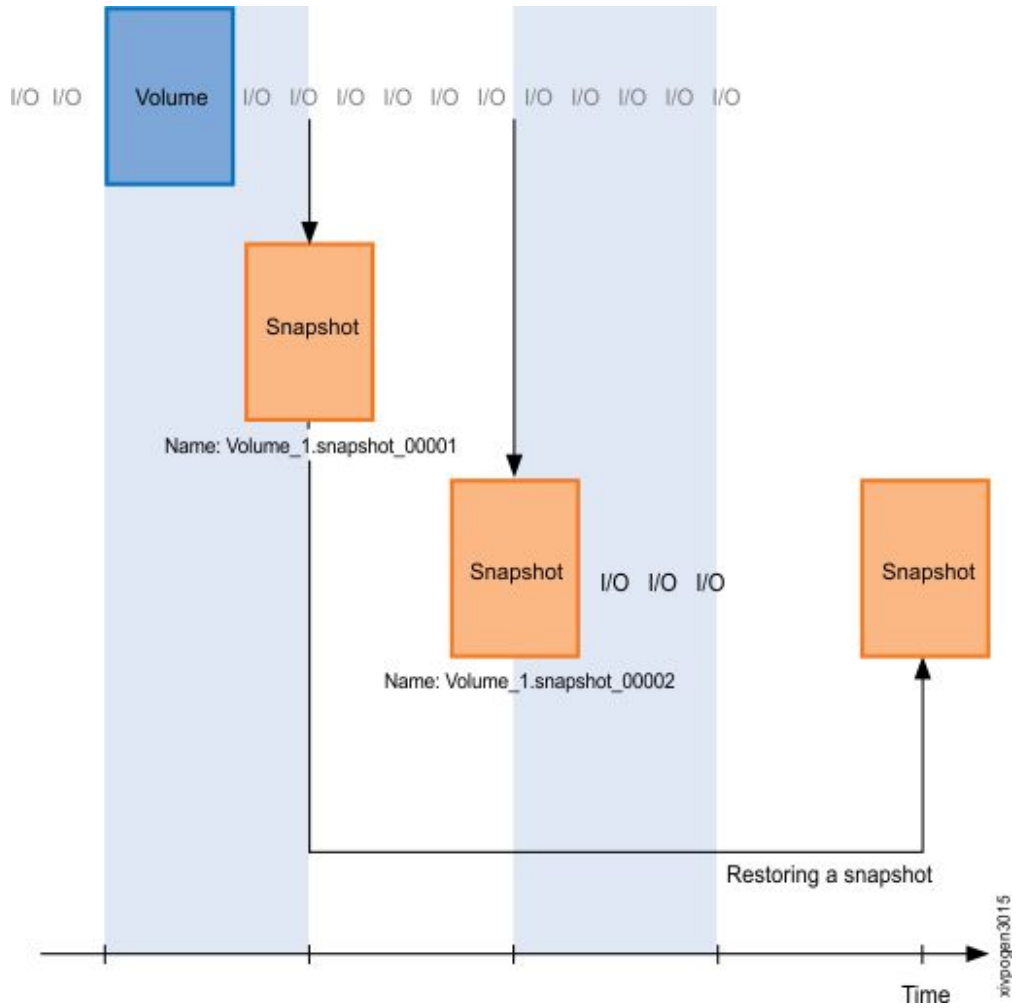 I/O I/O Volume I/O I/O I/O I/O I/O I/O I/O I/O I/O I/O I/O
Snapshot
Name: Volume_1.snapshot_00001
Snapshot I/O I/O I/O Snapshot
Name: Volume_1.snapshot_00002
Restoring a snapshot
xivpogen3015
Time